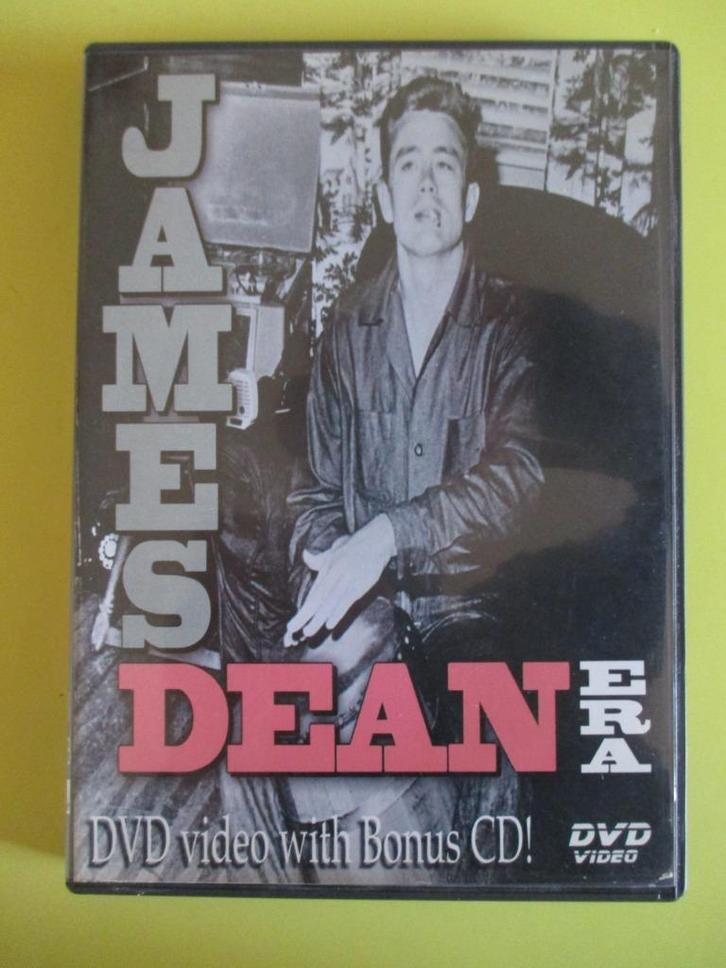 JAMES
DEAN
ERA
DVD video with Bonus CD!
DVD
VIDEO